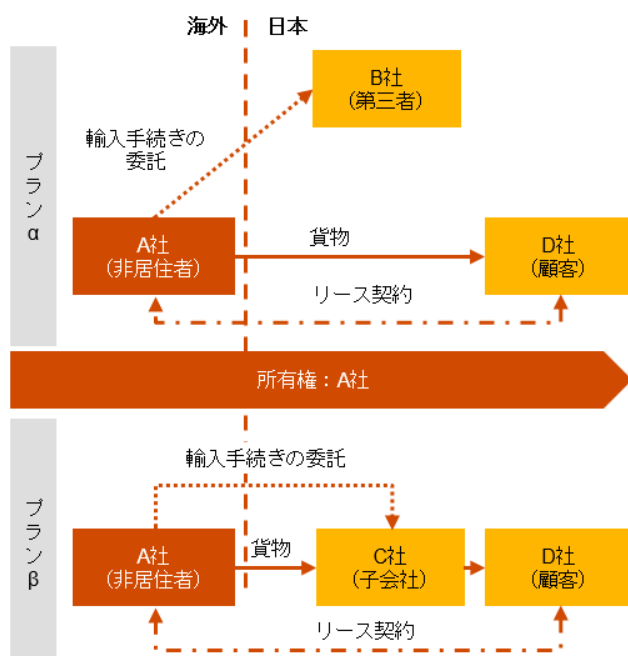 海外
日本
プランα
B社
(第三者)
輸入手続きの
委託
A社
(非居住者)
貨物
D社
(顧客)
リース契約
所有権：A社
プランβ
輸入手続きの委託
A社
(非居住者)
貨物
C社
(子会社)
D社
(顧客)
リース契約